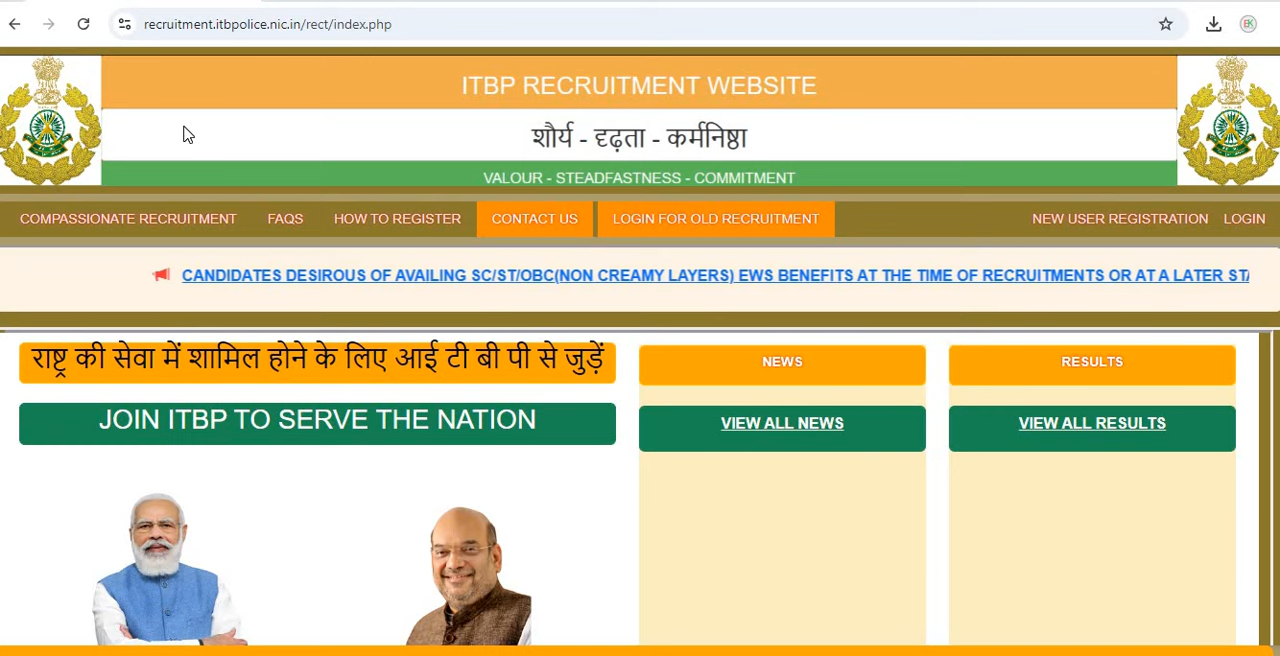 recruitment.itbpolice.nic.in/rect/index.php
ITBP RECRUITMENT WEBSITE
शौर्य - दृढ़ता - कर्मनिष्ठा
VALOUR - STEADFASTNESS - COMMITMENT
COMPASSIONATE RECRUITMENT FAQS HOW TO REGISTER CONTACT US LOGIN FOR OLD RECRUITMENT NEW USER REGISTRATION LOGIN
CANDIDATES DESIROUS OF AVAILING SC/ST/OBC(NON CREAMY LAYERS) EWS BENEFITS AT THE TIME OF RECRUITMENTS OR AT A LATER
राष्ट्र की सेवा में शामिल होने के लिए आई टी बी पी से जुड़ें
JOIN ITBP TO SERVE THE NATION
NEWS
VIEW ALL NEWS
RESULTS
VIEW ALL RESULTS